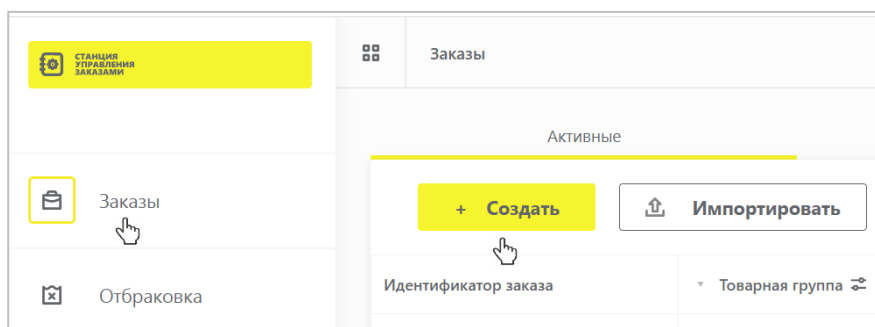 СТАНЦИЯ
УПРАВЛЕНИЯ
ЗАКАЗАМИ
Заказы
Заказы
Отбраковка
Активные
+ Создать
Импортировать
Идентификатор заказа
Товарная группа